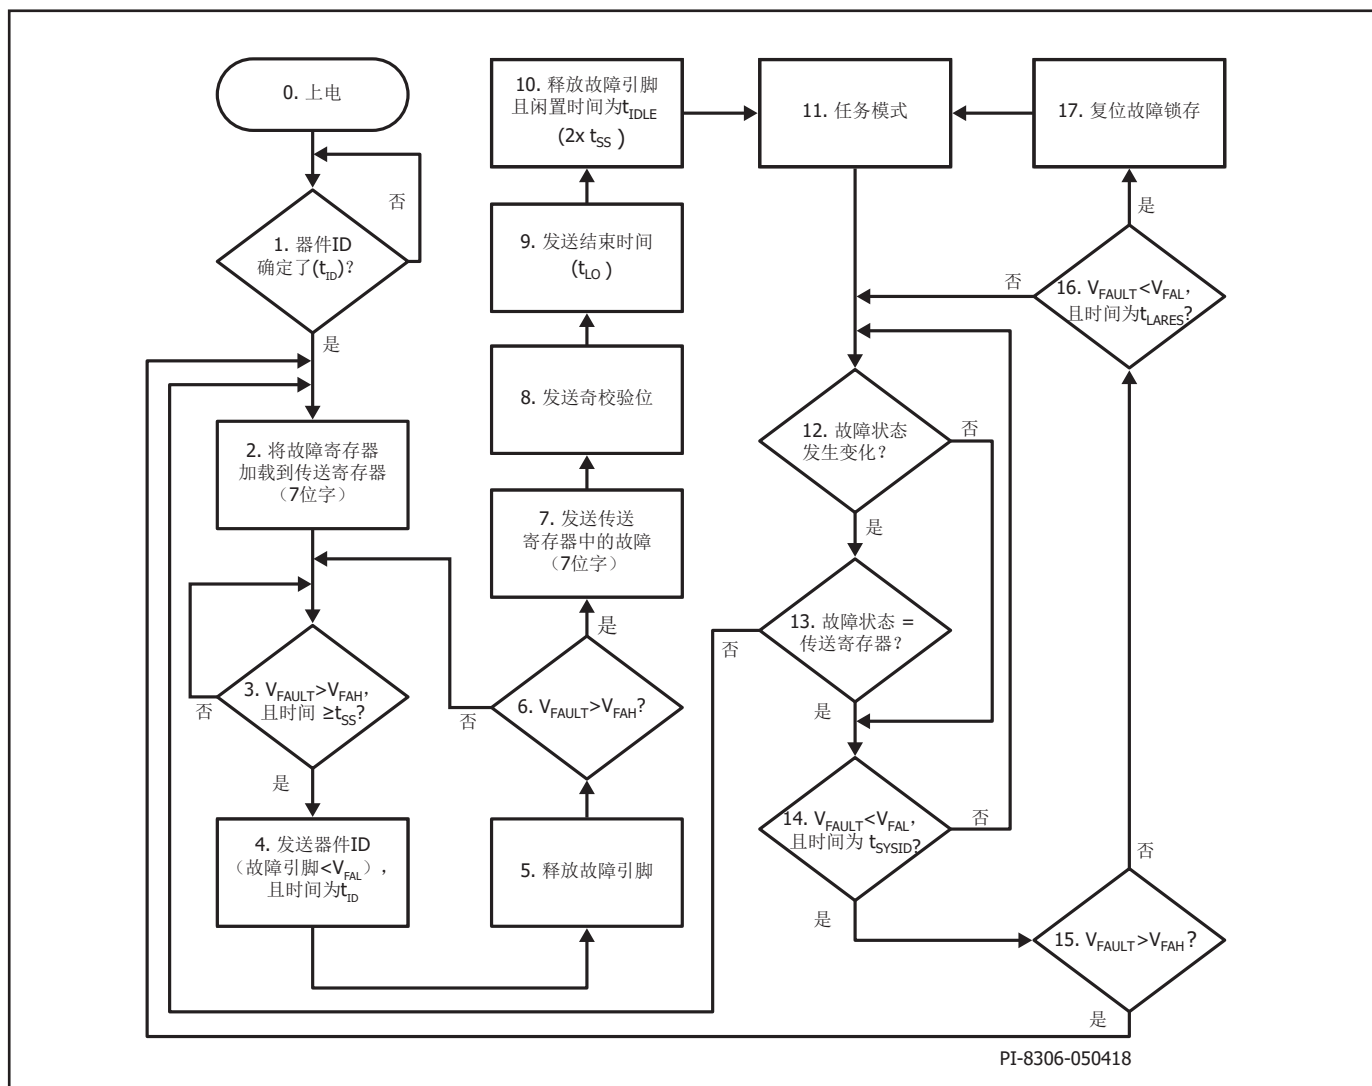 0. 上电
否
1. 器件ID
确定了(tID)？
是
2. 将故障寄存器
加载到传送寄存器
（7位字）
3. VFAULT>VFAH，
且时间 ≥tSS?
否
是
4. 发送器件ID
（故障引脚<VFAL），
且时间为tID
5. 释放故障引脚
6. VFAULT>VFAH?
否
是
7. 发送传送
寄存器中的故障
（7位字）
8. 发送奇校验位
9. 发送结束时间
(tLO )
10. 释放故障引脚
且闲置时间为tIDLE
(2x tSS )
11. 任务模式
12. 故障状态
发生变化？
否
是
13. 故障状态 =
传送寄存器？
否
是
14. VFAULT<VFAL，
且时间为 tSYSID?
否
是
15. VFAULT>VFAH ?
否
是
16. VFAULT<VFAL，
且时间为tLARES?
否
是
17. 复位故障锁存
PI-8306-050418